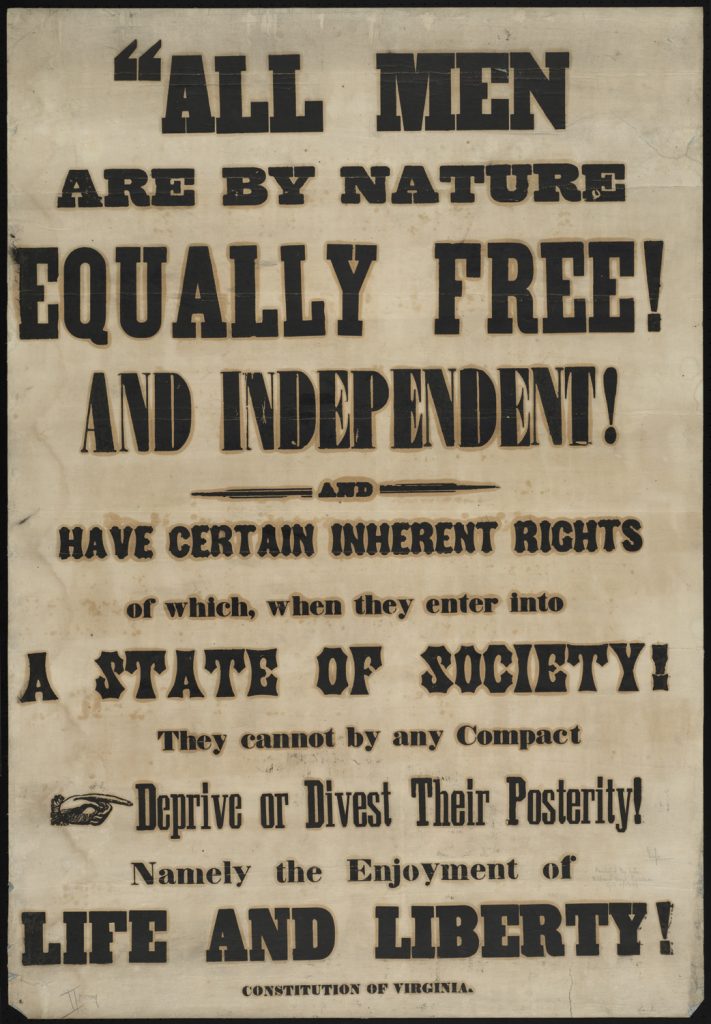 “ALL MEN
ARE BY NATURE
EQUALLY FREE!
AND INDEPENDENT!
AND
HAVE CERTAIN INHERENT RIGHTS
of which, when they enter into
A STATE OF SOCIETY!
They cannot by any Compact
Deprive or Divest Their Posterity!
Namely the Enjoyment of
LIFE AND LIBERTY!
CONSTITUTION OF VIRGINIA.